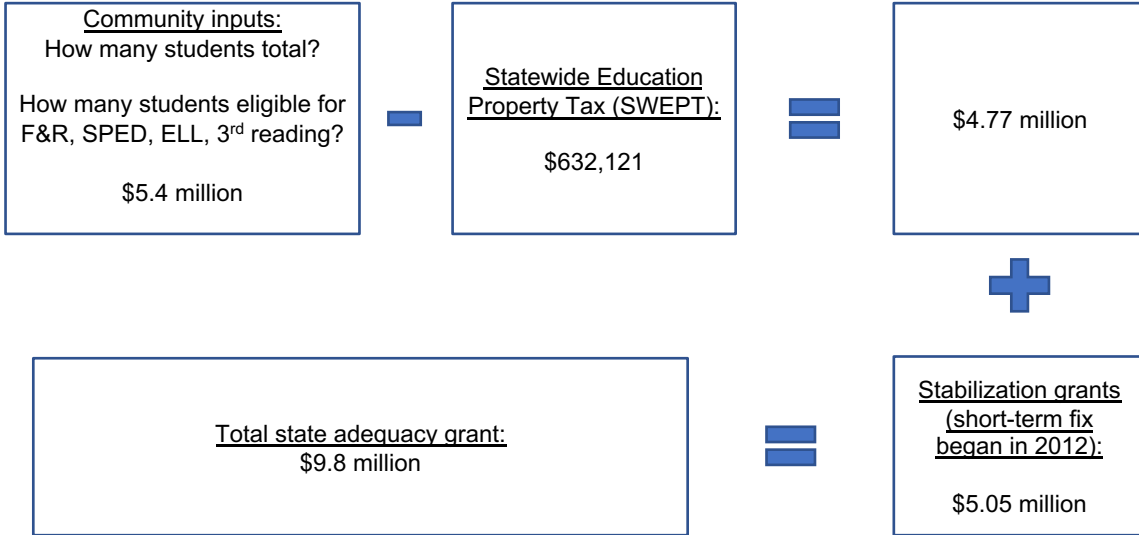 Community inputs:
How many students total?
How many students eligible for
F&R, SPED, ELL, 3rd reading?
$5.4 million
Statewide Education
Property Tax (SWEPT):
$632,121
$4.77 million
Total state adequacy grant:
$9.8 million
Stabilization grants
(short-term fix
began in 2012):
$5.05 million